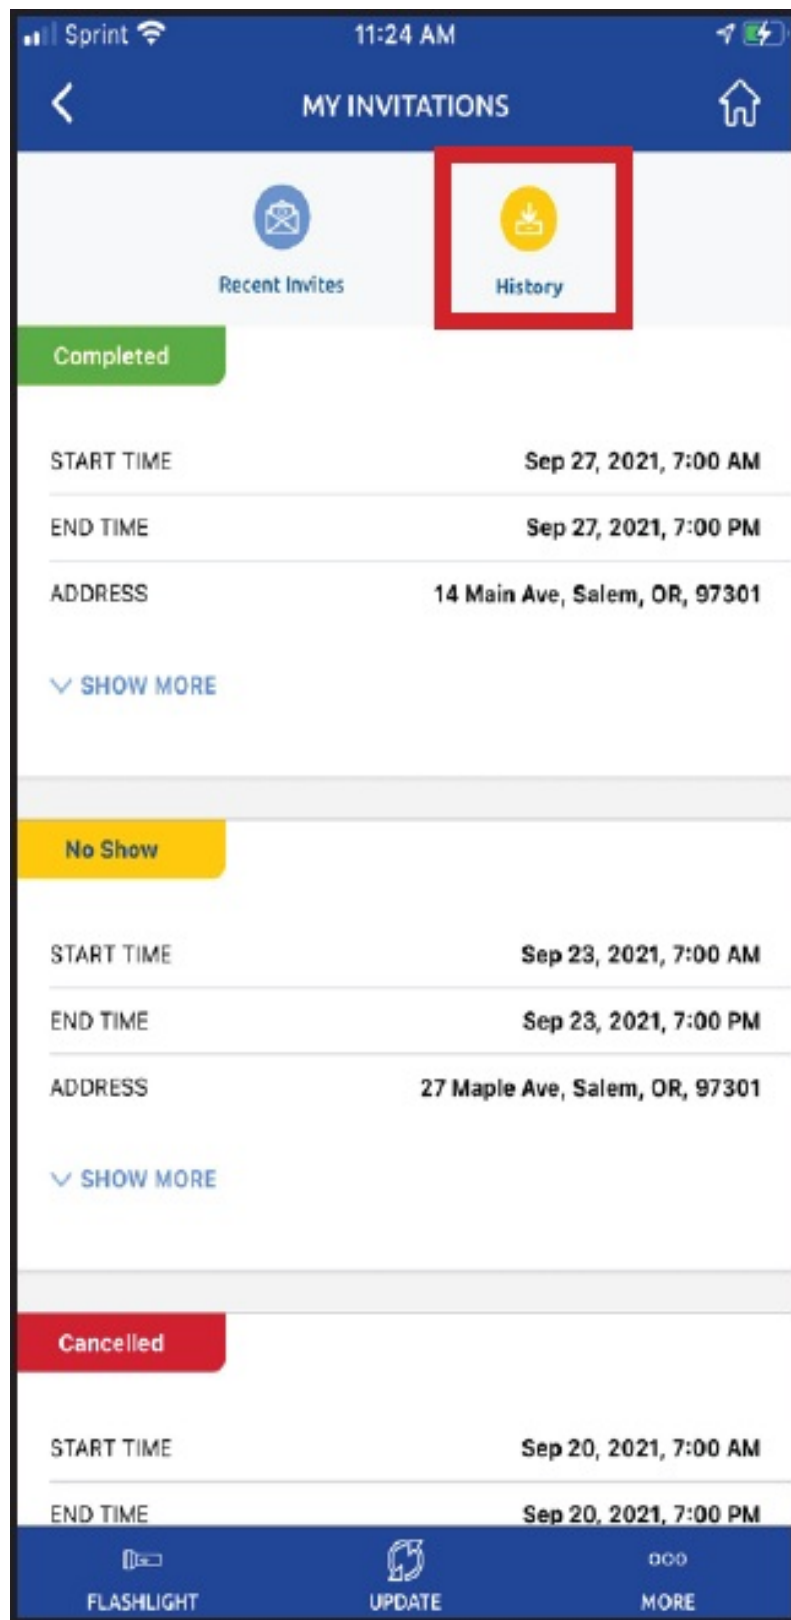 Sprint 11:24 AM
MY INVITATIONS
Recent Invites History
Completed
START TIME Sep 27, 2021, 7:00 AM
END TIME Sep 27, 2021, 7:00 PM
ADDRESS 14 Main Ave, Salem, OR, 97301
SHOW MORE
No Show
START TIME Sep 23, 2021, 7:00 AM
END TIME Sep 23, 2021, 7:00 PM
ADDRESS 27 Maple Ave, Salem, OR, 97301
SHOW MORE
Cancelled
START TIME Sep 20, 2021, 7:00 AM
END TIME Sep 20, 2021, 7:00 PM
FLASHLIGHT UPDATE MORE